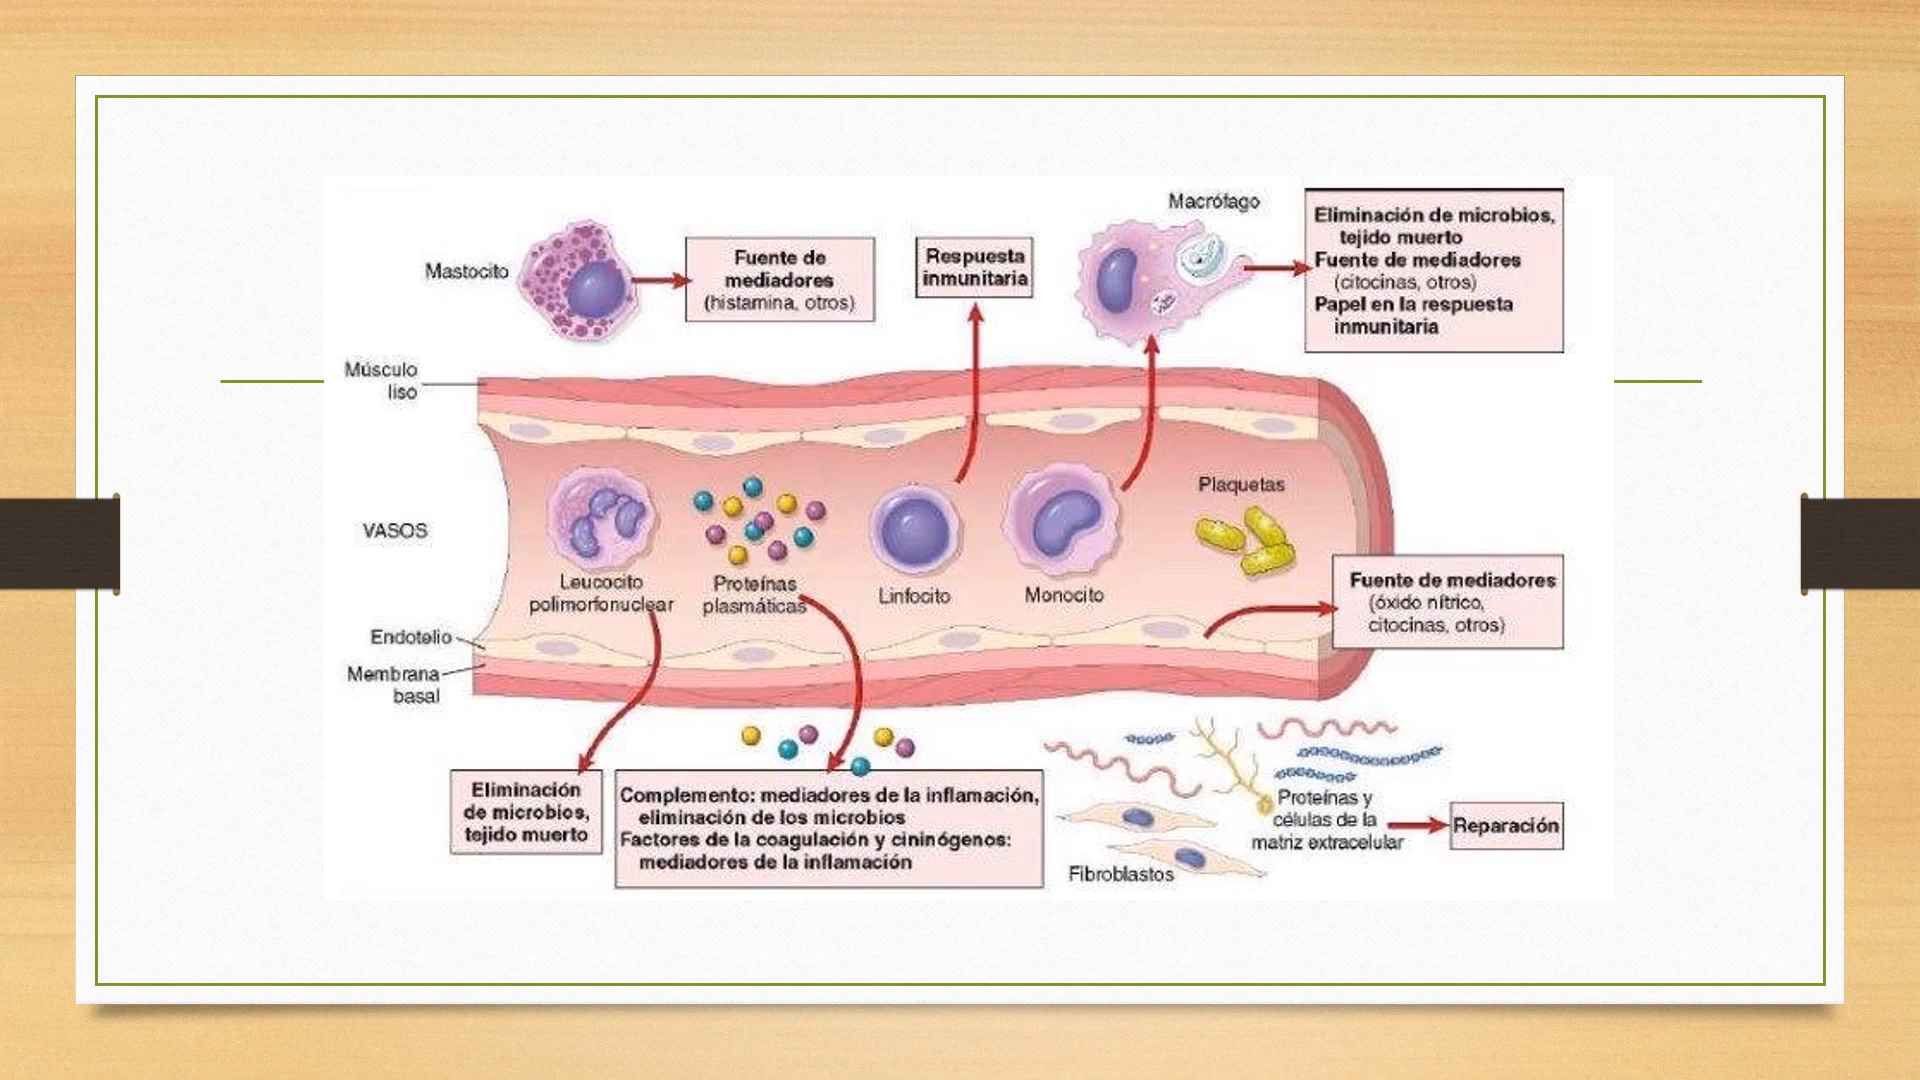 Macrófago
Eliminación de microbios,
tejido muerto
Fuente de mediadores
(citocinas, otros)
Papel en la respuesta
inmunitaria
Mastocito
Fuente de
mediadores
(histamina, otros)
Respuesta
inmunitaria
Músculo
liso
VASOS
Plaquetas
Leucocito
polimorfonuclear
Proteínas
plasmáticas
Linfocito
Monocito
Fuente de mediadores
(óxido nítrico,
citocinas, otros)
Endotelio
Membrana
basal
Eliminación
de microbios,
tejido muerto
Complemento: mediadores de la inflamación,
eliminación de los microbios
Factores de la coagulación y cininógenos:
mediadores de la inflamación
Proteínas y
células de la
matriz extracelular
Reparación
Fibroblastos